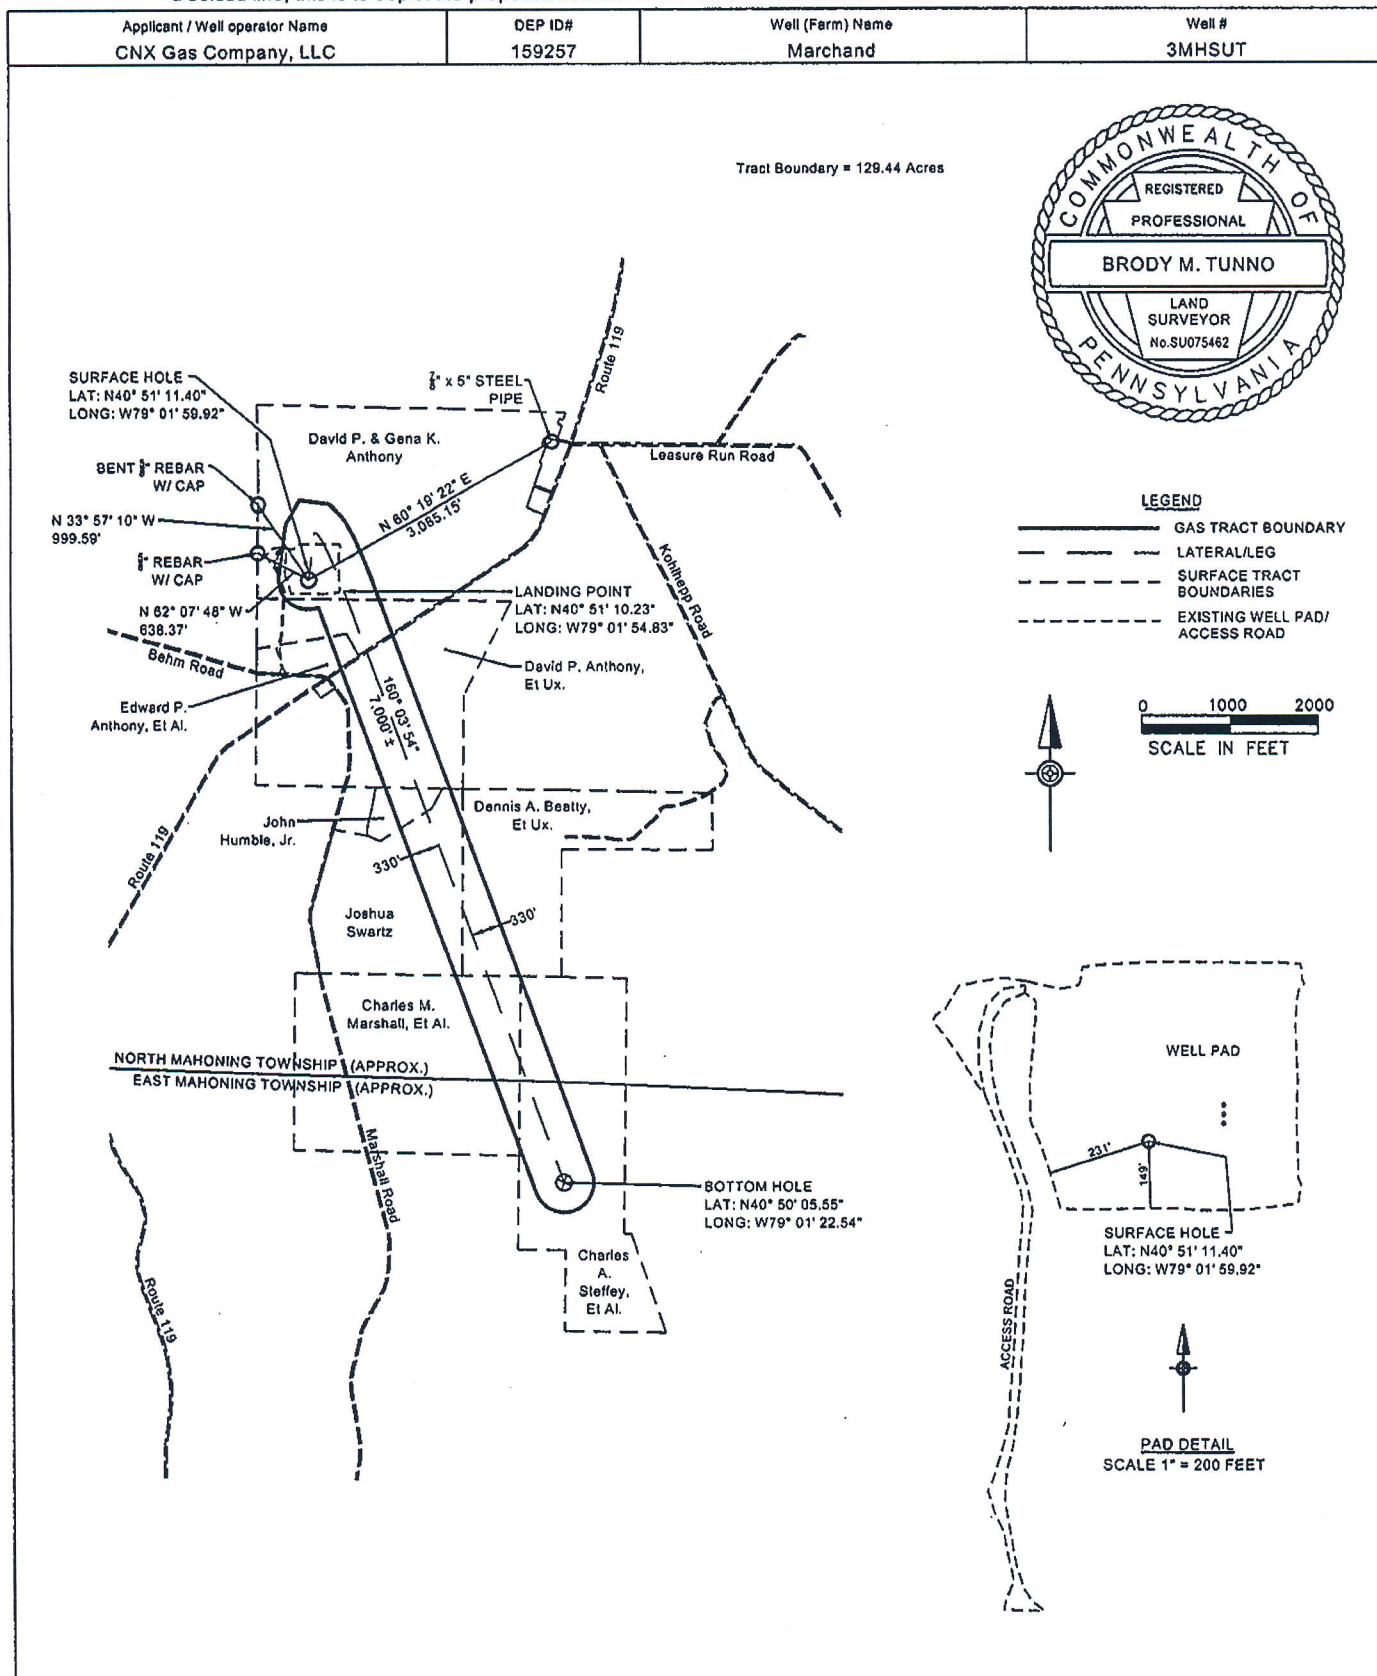 Applicant / Well operator Name
CNX Gas Company, LLC
DEP ID#
159257
Well (Farm) Name
Marchand
Well #
3MHSUT
Tract Boundary = 129.44 Acres
COMMONWEALTH OF
REGISTERED
PROFESSIONAL
BRODY M. TUNNO
LAND
SURVEYOR
No.SU075462
PENNSYLVANIA
SURFACE HOLE
LAT: N40° 51' 11.40"
LONG: W79° 01' 59.92"
7/8" x 5" STEEL
PIPE
Route 119
David P. & Gena K.
Anthony
Leasure Run Road
BENT 5/8" REBAR
W/ CAP
N 60° 19' 22" E
3,085.15'
N 33° 57' 10" W
999.59'
5/8" REBAR
W/ CAP
Kohlhepp Road
LANDING POINT
LAT: N40° 51' 10.23"
LONG: W79° 01' 54.83"
N 62° 07' 48" W
638.37'
Behm Road
David P. Anthony,
Et Ux.
Edward P.
Anthony, Et Al.
160° 03' 54"
7,000' ±
LEGEND
GAS TRACT BOUNDARY
LATERAL/LEG
SURFACE TRACT
BOUNDARIES
EXISTING WELL PAD/
ACCESS ROAD
0 1000 2000
SCALE IN FEET
Dennis A. Beatty,
Et Ux.
John
Humble, Jr.
Route 119
330'
330'
Joshua
Swartz
Charles M.
Marshall, Et Al.
NORTH MAHONING TOWNSHIP (APPROX.)
EAST MAHONING TOWNSHIP (APPROX.)
Marshall Road
BOTTOM HOLE
LAT: N40° 50' 05.55"
LONG: W79° 01' 22.54"
Charles
A.
Steffey,
Et Al.
Route 119
WELL PAD
231'
149'
SURFACE HOLE
LAT: N40° 51' 11.40"
LONG: W79° 01' 59.92"
ACCESS ROAD
PAD DETAIL
SCALE 1" = 200 FEET